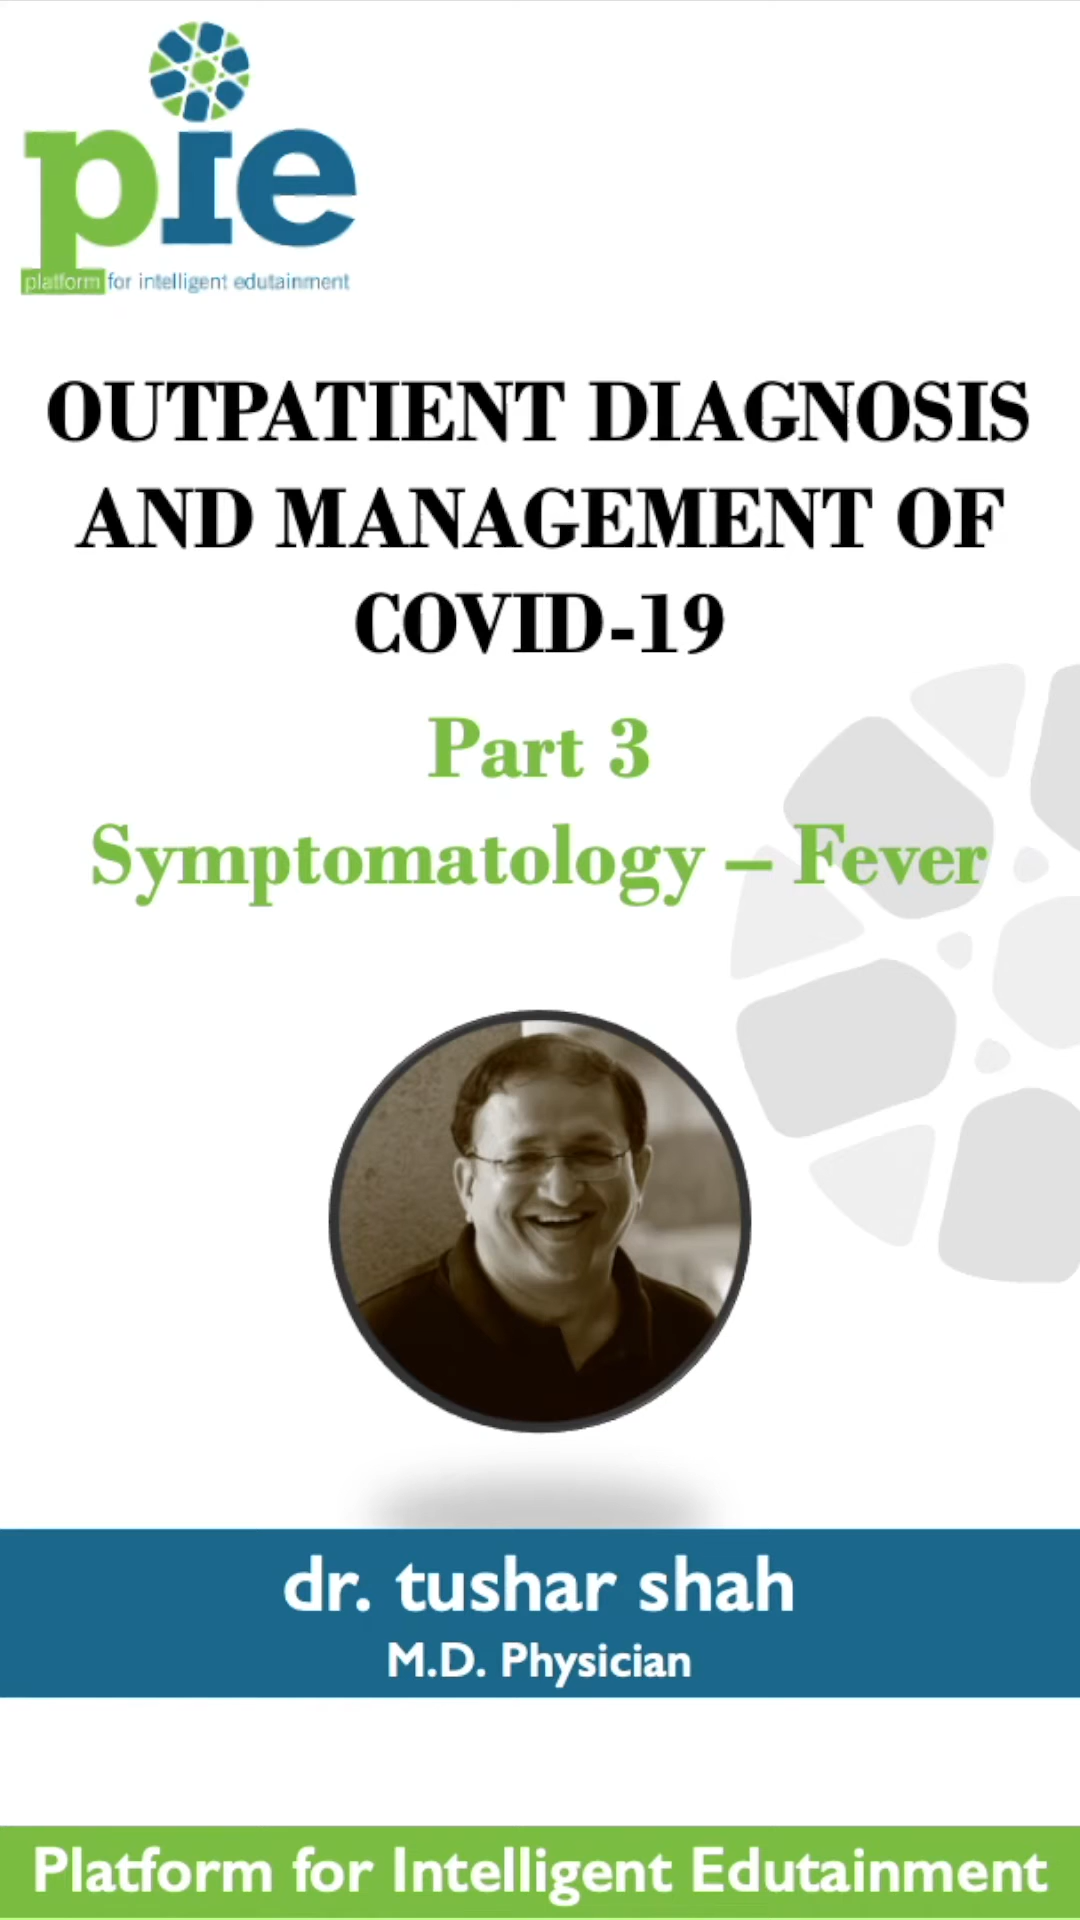 pie
platform for intelligent edutainment
OUTPATIENT DIAGNOSIS
AND MANAGEMENT OF
COVID-19
Part 3
Symptomatology – Fever
dr. tushar shah
M.D. Physician
Platform for Intelligent Edutainment